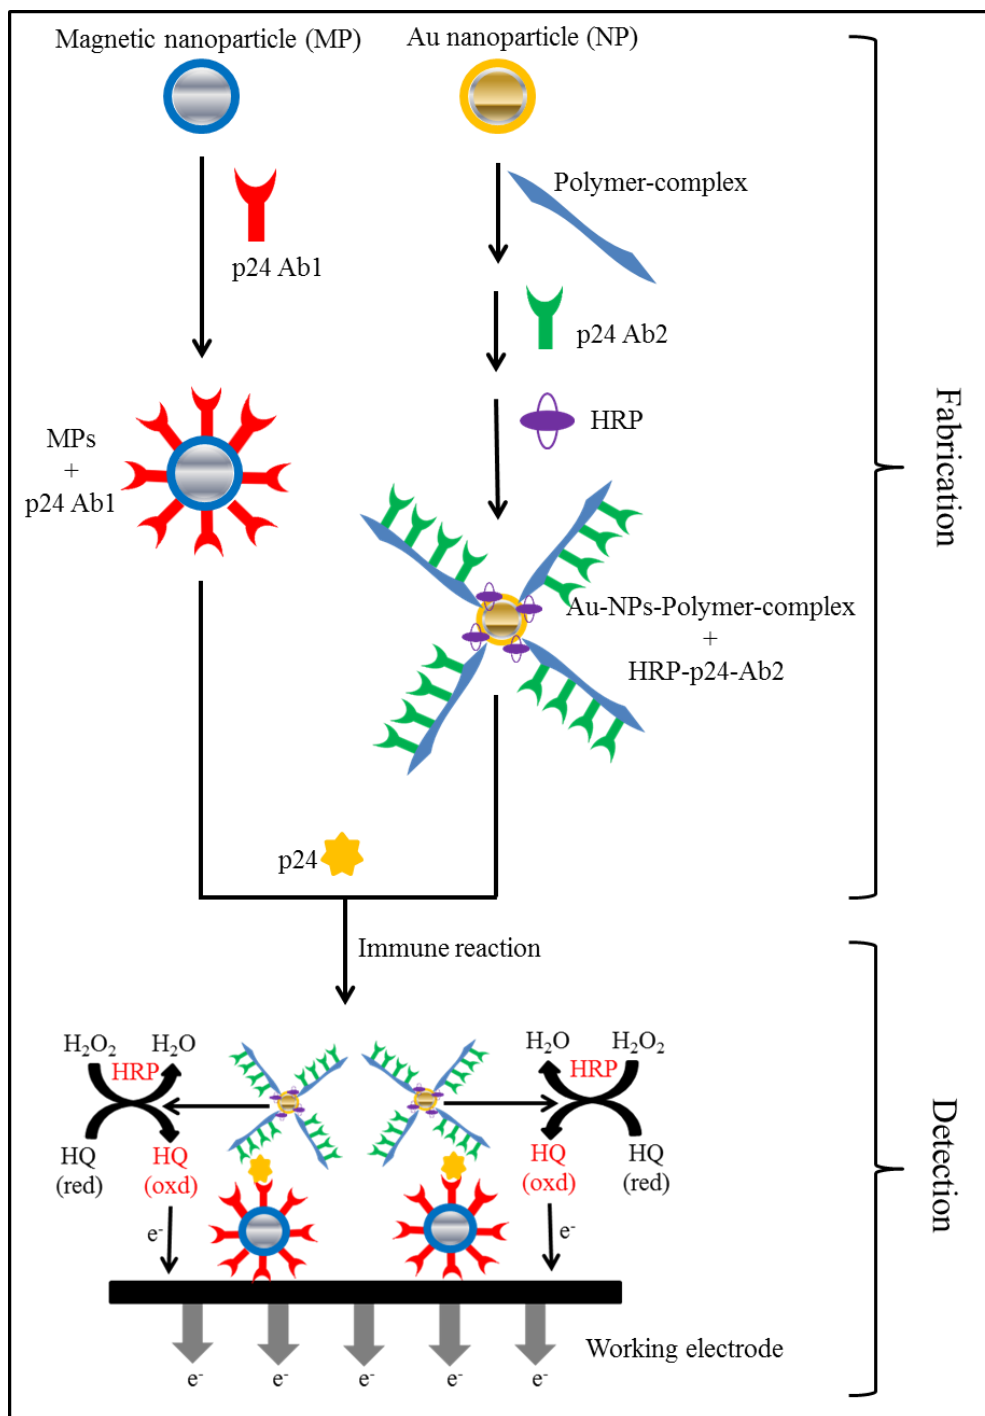 Magnetic nanoparticle (MP)
Au nanoparticle (NP)
Polymer-complex
p24 Ab1
p24 Ab2
HRP
MPs
+
p24 Ab1
Au-NPs-Polymer-complex
+
HRP-p24-Ab2
Fabrication
p24
Immune reaction
H₂O₂
H₂O
HRP
HQ
(red)
HQ
(oxd)
e⁻
H₂O
H₂O₂
HRP
HQ
(oxd)
HQ
(red)
e⁻
Detection
Working electrode
e⁻
e⁻
e⁻
e⁻
e⁻